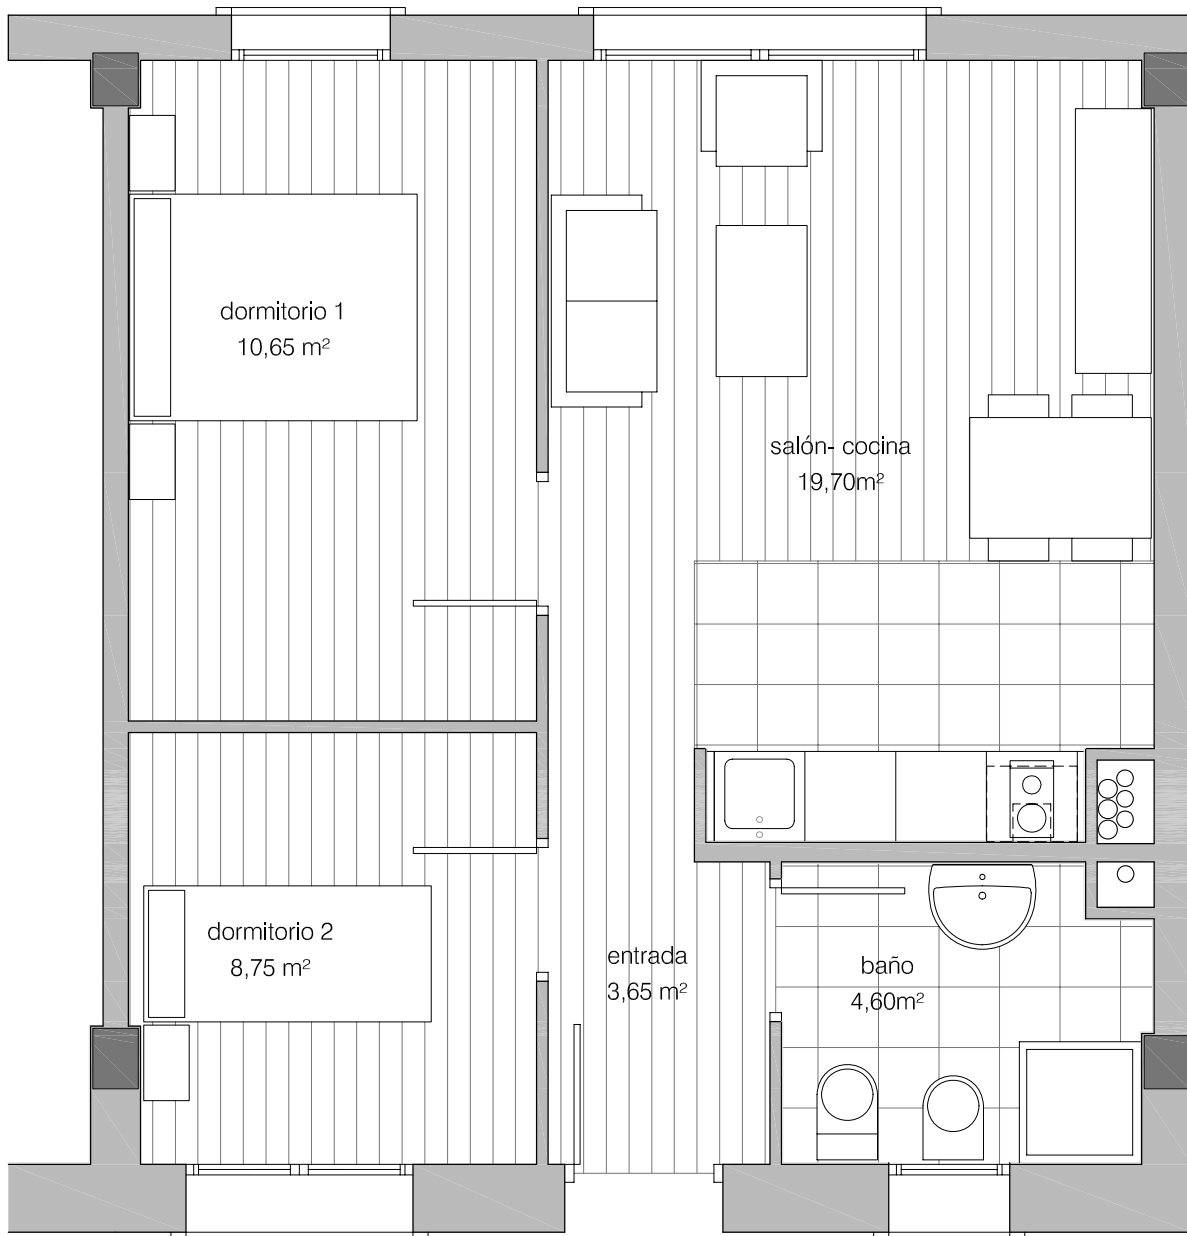 dormitorio 1
10,65 m²
salón- cocina
19,70m²
dormitorio 2
8,75 m²
entrada
3,65 m²
baño
4,60m²